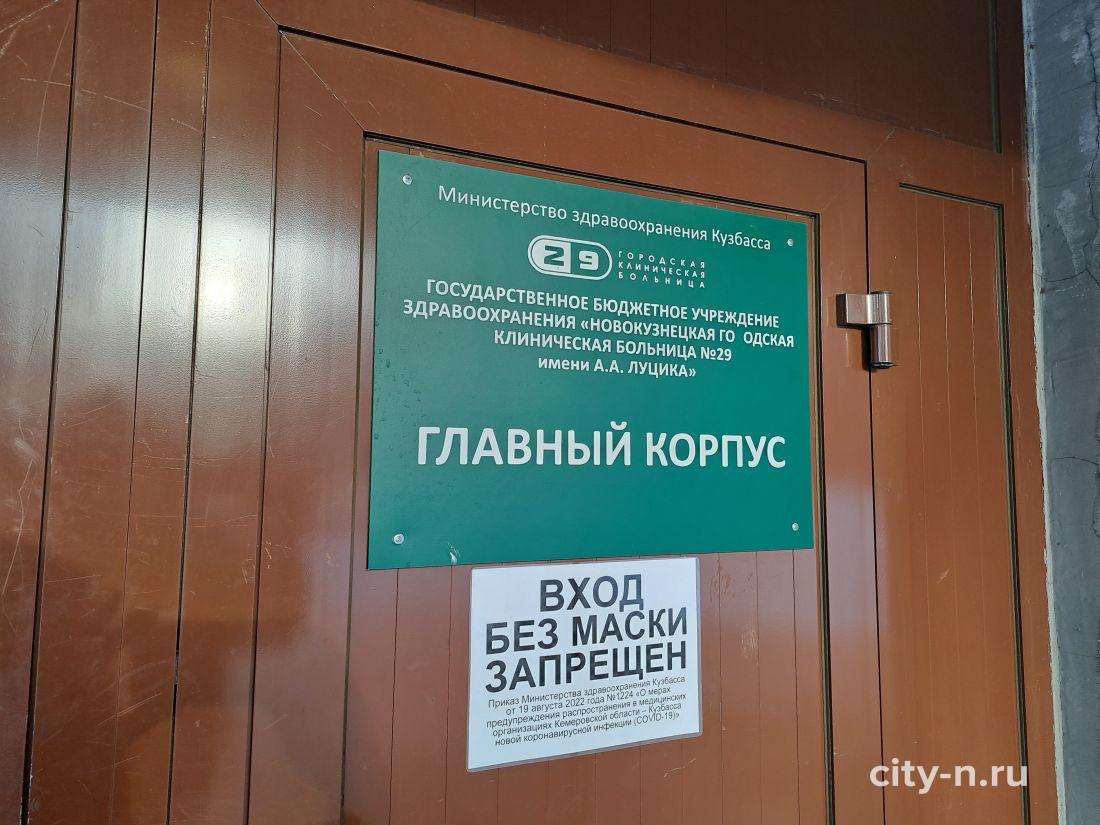 Министерство здравоохранения Кузбасса
29 ГОРОДСКАЯ
КЛИНИЧЕСКАЯ
БОЛЬНИЦА
ГОСУДАРСТВЕННОЕ БЮДЖЕТНОЕ УЧРЕЖДЕНИЕ
ЗДРАВООХРАНЕНИЯ «НОВОКУЗНЕЦКАЯ ГО ОДСКАЯ
КЛИНИЧЕСКАЯ БОЛЬНИЦА №29
имени А.А. ЛУЦИКА»
ГЛАВНЫЙ КОРПУС
ВХОД
БЕЗ МАСКИ
ЗАПРЕЩЕН
Приказ Министерства здравоохранения Кузбасса
от 19 августа 2022 года №1224 «О мерах
предупреждения распространения в медицинских
организациях Кемеровской области – Кузбасса
новой коронавирусной инфекции (COVID-19)»
city-n.ru